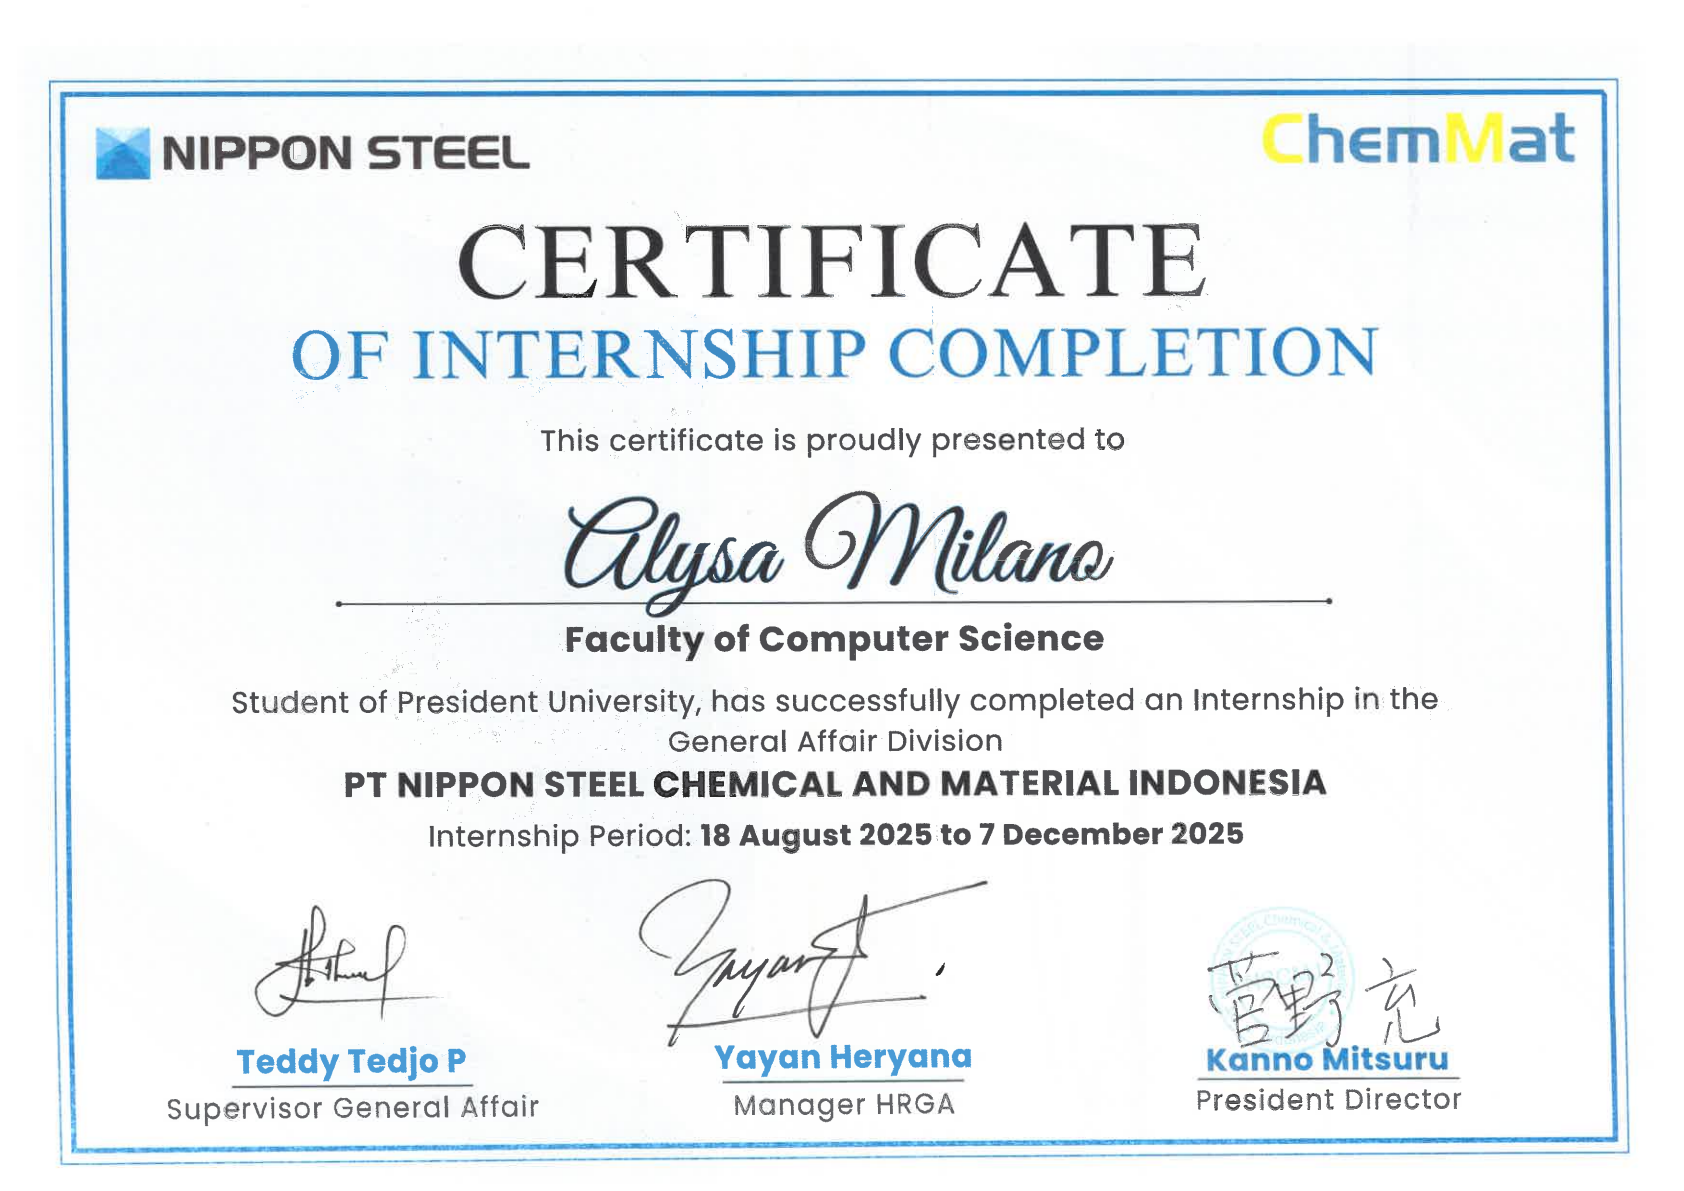 NIPPON STEEL
ChemMat
CERTIFICATE
OF INTERNSHIP COMPLETION
This certificate is proudly presented to
Alysa Milano
Faculty of Computer Science
Student of President University, has successfully completed an Internship in the
General Affair Division
PT NIPPON STEEL CHEMICAL AND MATERIAL INDONESIA
Internship Period: 18 August 2025 to 7 December 2025
菅野 充
Teddy Tedjo P
Yayan Heryana
Kanno Mitsuru
Supervisor General Affair
Manager HRGA
President Director